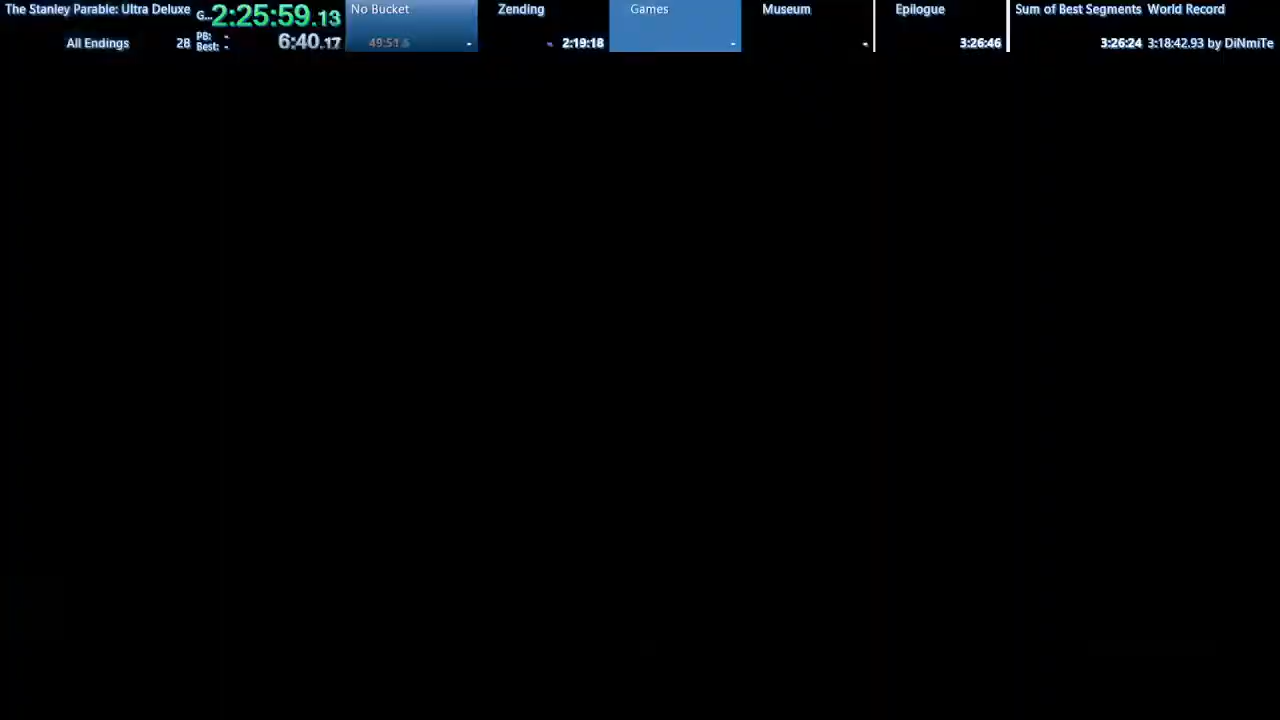 The Stanley Parable: Ultra Deluxe
All Endings 28
G... 2:25:59.13
PB: -
Best: -
6:40.17
No Bucket
-
Zending
- 2:19:18
Games
-
Museum
-
Epilogue
3:26:46
Sum of Best Segments
3:26:24
World Record
3:18:42.93 by DiNmiTe